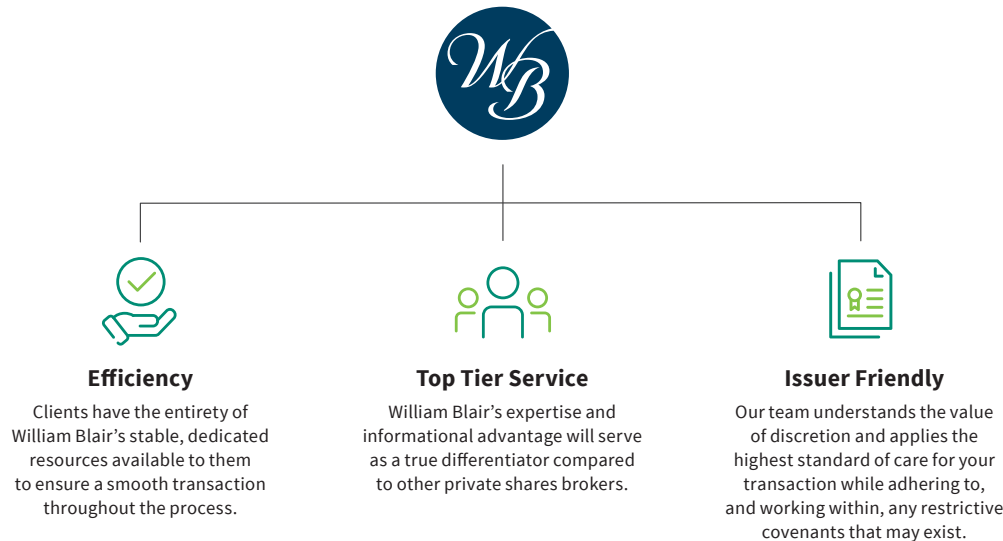 WB
Efficiency
Clients have the entirety of
William Blair’s stable, dedicated
resources available to them
to ensure a smooth transaction
throughout the process.
Top Tier Service
William Blair’s expertise and
informational advantage will serve
as a true differentiator compared
to other private shares brokers.
Issuer Friendly
Our team understands the value
of discretion and applies the
highest standard of care for your
transaction while adhering to,
and working within, any restrictive
covenants that may exist.